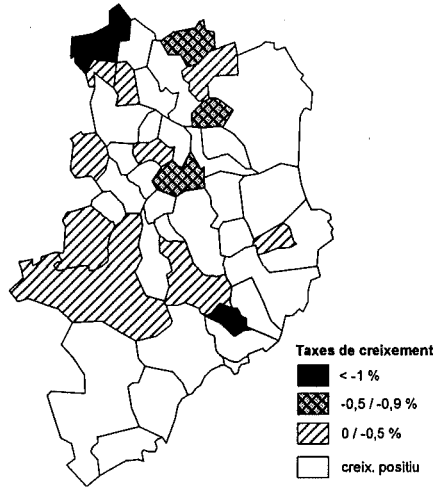 Taxes de creixement
< -1 %
-0,5 / -0,9 %
0 / -0,5 %
creix. positiu